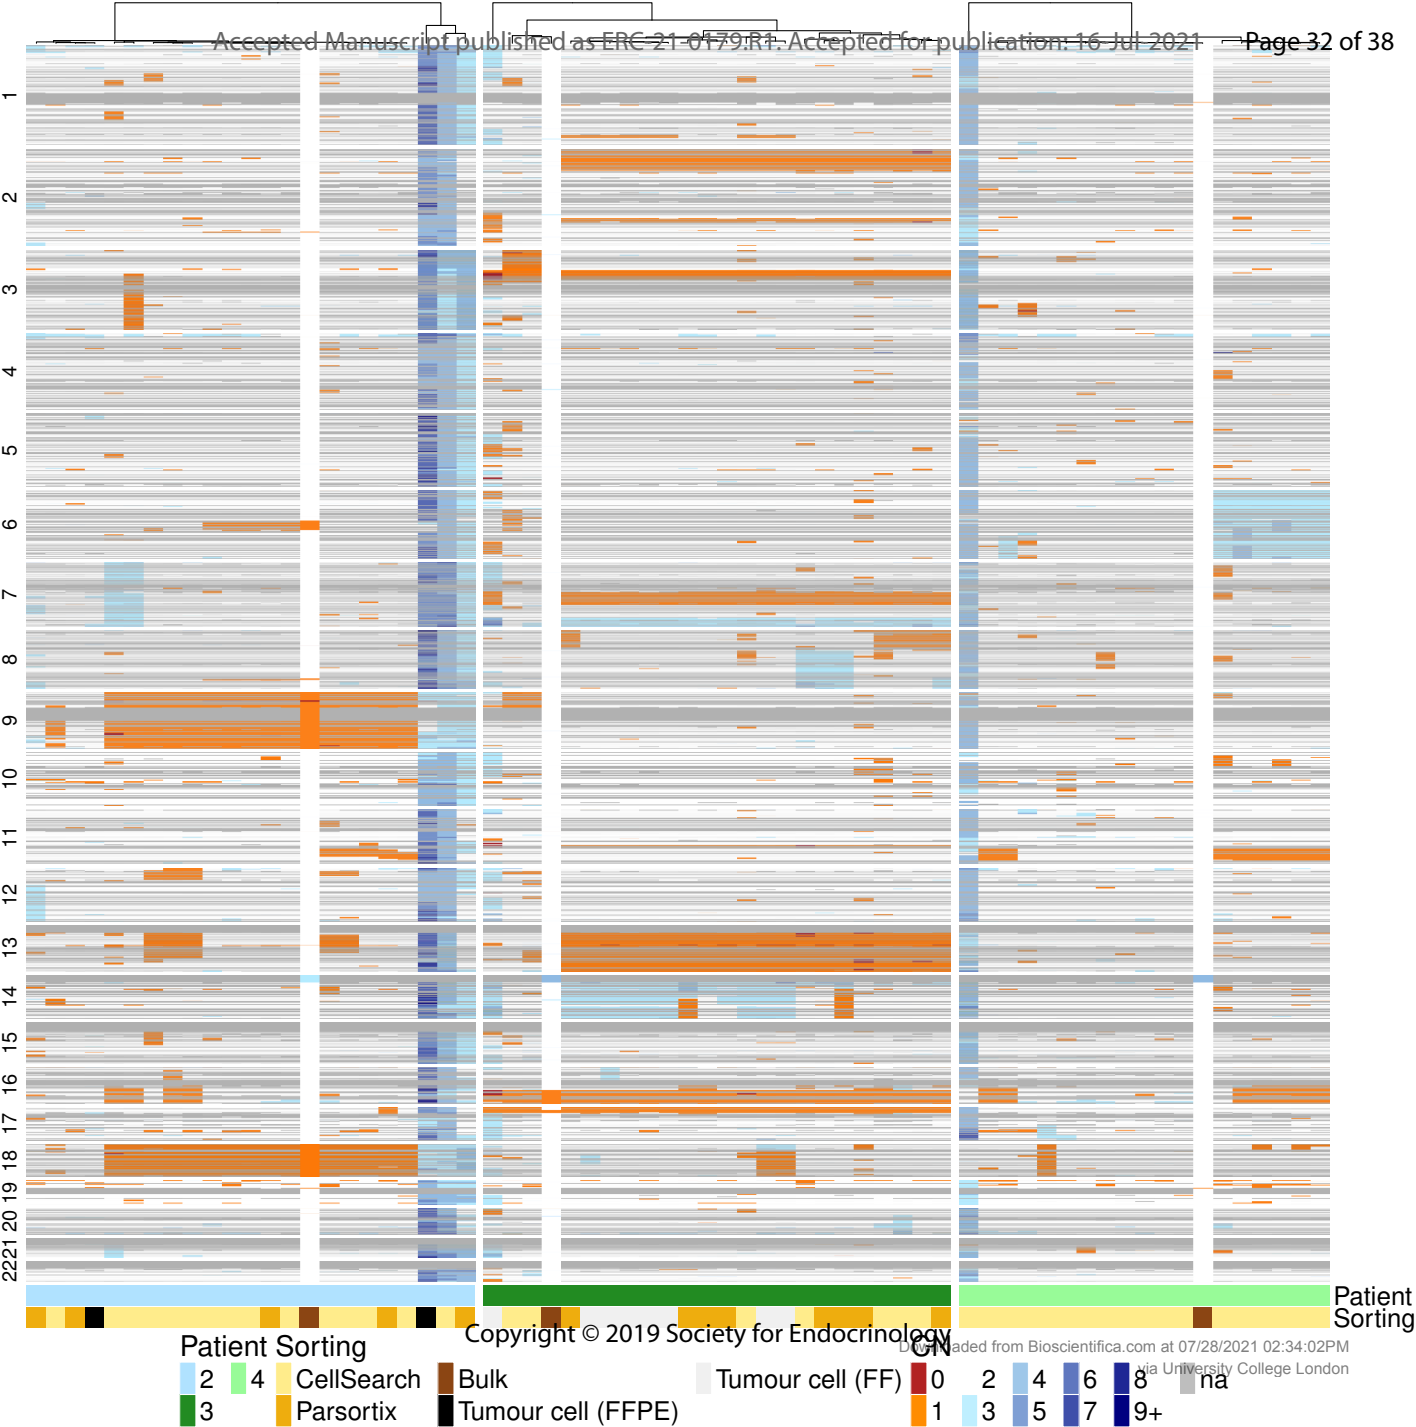 Accepted Manuscript published as ERC-21-0179.R1. Accepted for publication: 16-Jul-2021
Page 32 of 38
1
2
3
4
5
6
7
8
9
10
11
12
13
14
15
16
17
18
19
20
21
22
Patient
Sorting
Copyright © 2019 Society for Endocrinology
Downloaded from Bioscientifica.com at 07/28/2021 02:34:02PM
via University College London
Patient Sorting CN
2 4 CellSearch Bulk Tumour cell (FF) 0 2 4 6 8 na
3 Parsortix Tumour cell (FFPE) 1 3 5 7 9+